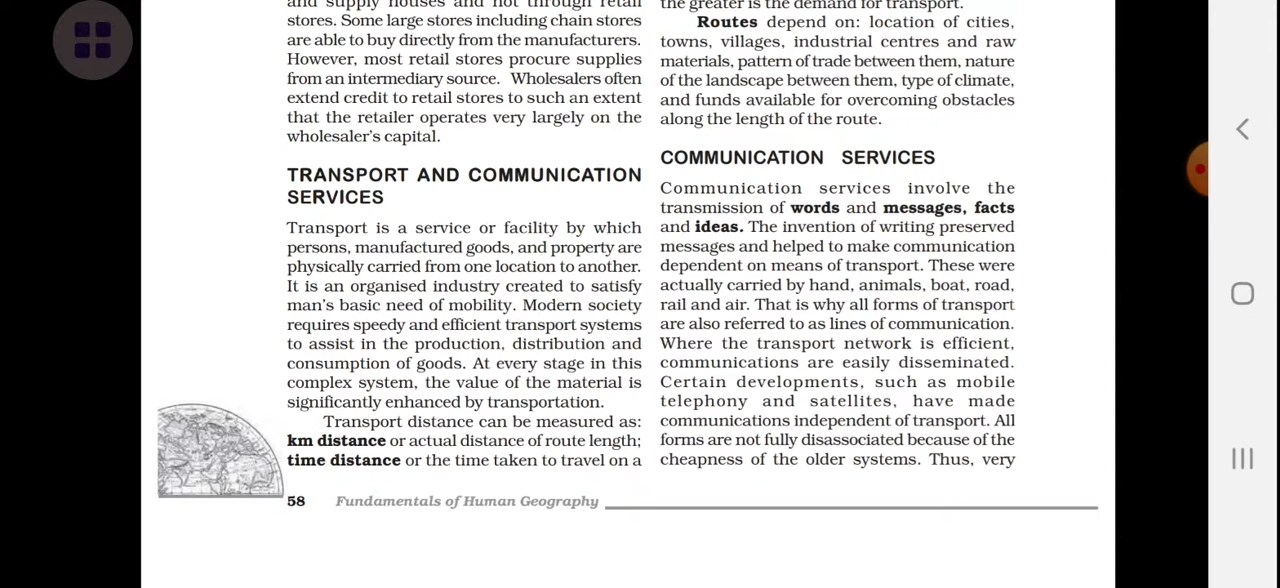 and supply houses and not through retail
stores. Some large stores including chain stores
are able to buy directly from the manufacturers.
However, most retail stores procure supplies
from an intermediary source. Wholesalers often
extend credit to retail stores to such an extent
that the retailer operates very largely on the
wholesaler's capital.
TRANSPORT AND COMMUNICATION
SERVICES
Transport is a service or facility by which
persons, manufactured goods, and property are
physically carried from one location to another.
It is an organised industry created to satisfy
man's basic need of mobility. Modern society
requires speedy and efficient transport systems
to assist in the production, distribution and
consumption of goods. At every stage in this
complex system, the value of the material is
significantly enhanced by transportation.
Transport distance can be measured as:
km distance or actual distance of route length;
time distance or the time taken to travel on a
the greater is the demand for transport.
Routes depend on: location of cities,
towns, villages, industrial centres and raw
materials, pattern of trade between them, nature
of the landscape between them, type of climate,
and funds available for overcoming obstacles
along the length of the route.
COMMUNICATION SERVICES
Communication services involve the
transmission of words and messages, facts
and ideas. The invention of writing preserved
messages and helped to make communication
dependent on means of transport. These were
actually carried by hand, animals, boat, road,
rail and air. That is why all forms of transport
are also referred to as lines of communication.
Where the transport network is efficient,
communications are easily disseminated.
Certain developments, such as mobile
telephony and satellites, have made
communications independent of transport. All
forms are not fully disassociated because of the
cheapness of the older systems. Thus, very
58 Fundamentals of Human Geography